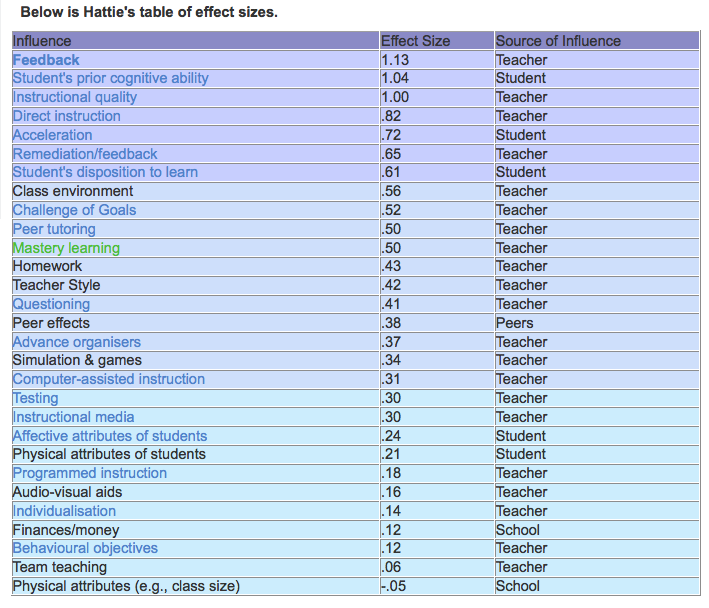 Below is Hattie's table of effect sizes.
Influence Effect Size Source of Influence
Feedback 1.13 Teacher
Student's prior cognitive ability 1.04 Student
Instructional quality 1.00 Teacher
Direct instruction .82 Teacher
Acceleration .72 Student
Remediation/feedback .65 Teacher
Student's disposition to learn .61 Student
Class environment .56 Teacher
Challenge of Goals .52 Teacher
Peer tutoring .50 Teacher
Mastery learning .50 Teacher
Homework .43 Teacher
Teacher Style .42 Teacher
Questioning .41 Teacher
Peer effects .38 Peers
Advance organisers .37 Teacher
Simulation & games .34 Teacher
Computer-assisted instruction .31 Teacher
Testing .30 Teacher
Instructional media .30 Teacher
Affective attributes of students .24 Student
Physical attributes of students .21 Student
Programmed instruction .18 Teacher
Audio-visual aids .16 Teacher
Individualisation .14 Teacher
Finances/money .12 School
Behavioural objectives .12 Teacher
Team teaching .06 Teacher
Physical attributes (e.g., class size) -.05 School